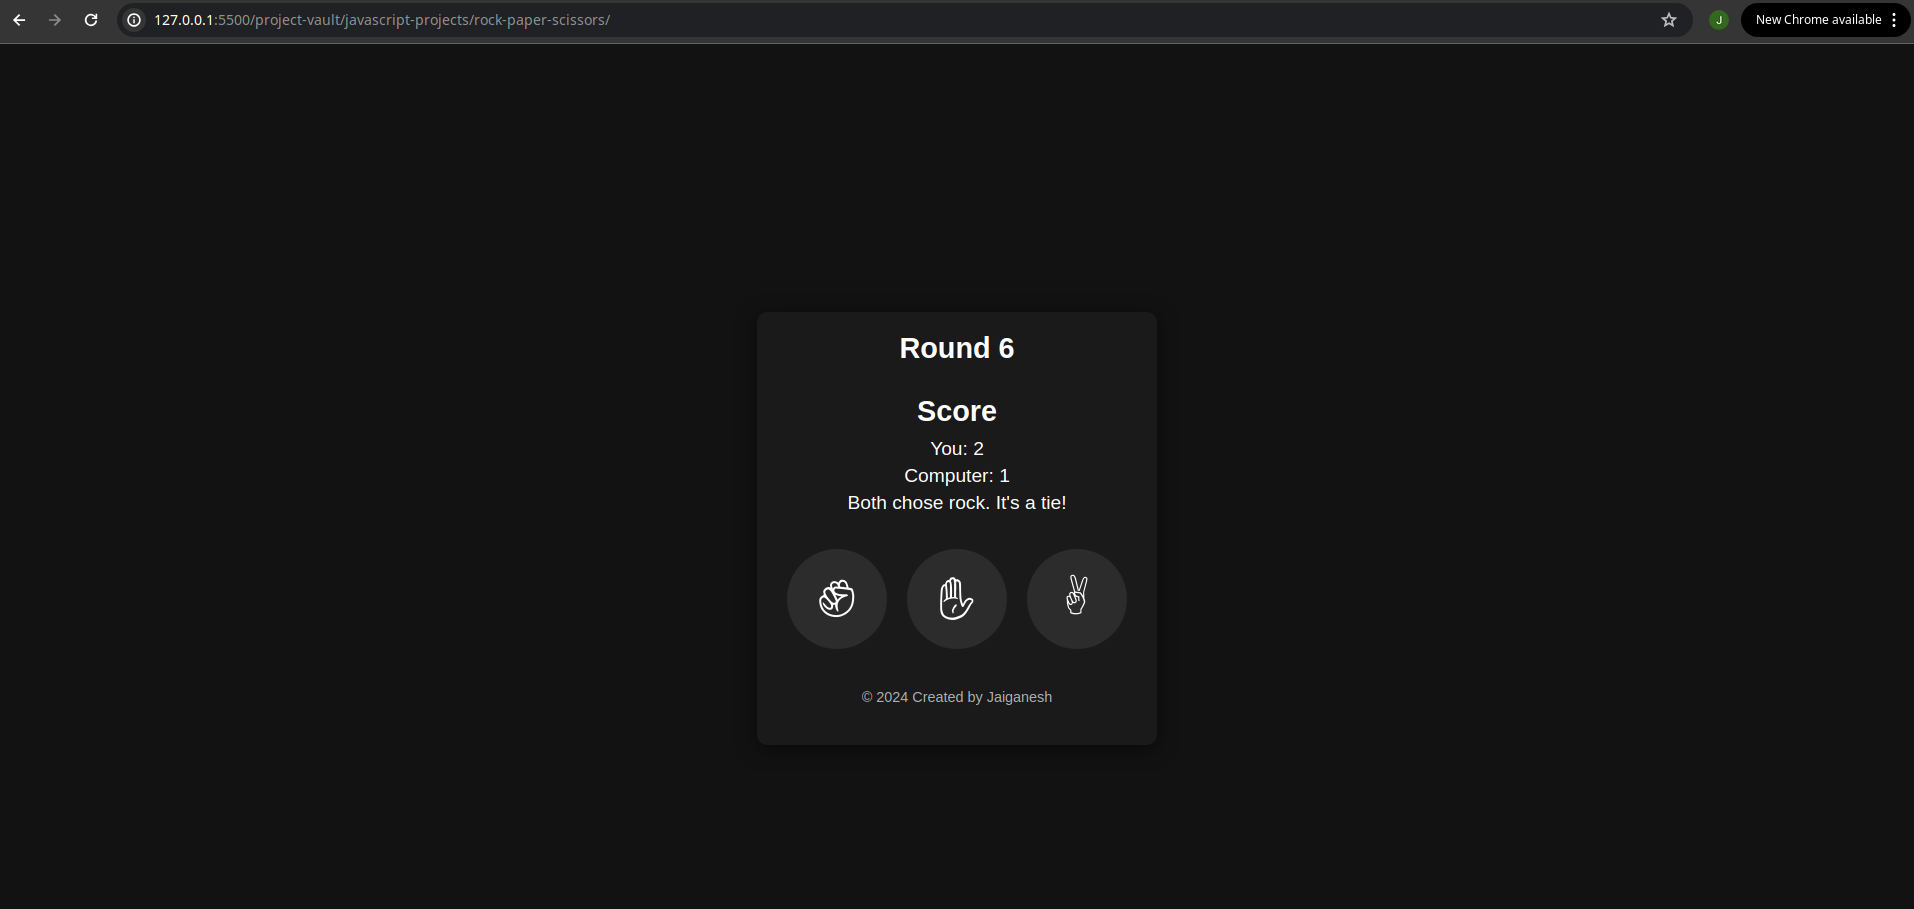 127.0.0.1:5500/project-vault/javascript-projects/rock-paper-scissors/
J
New Chrome available
Round 6
Score
You: 2
Computer: 1
Both chose rock. It's a tie!
© 2024 Created by Jaiganesh